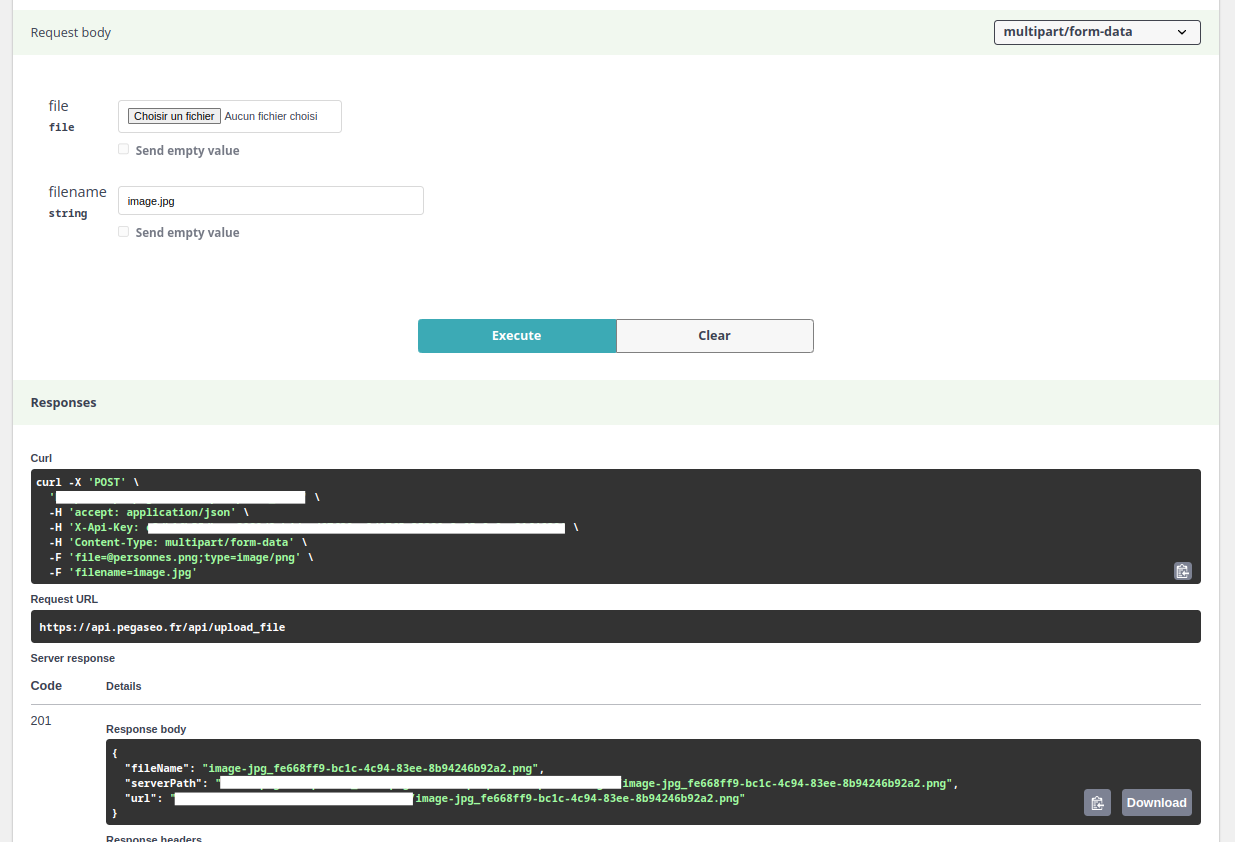 Request body
multipart/form-data
file
file
Choisir un fichier Aucun fichier choisi
Send empty value
filename
string
image.jpg
Send empty value
Execute
Clear
Responses
Curl
curl -X 'POST' \
' \
-H 'accept: application/json' \
-H 'X-Api-Key: \
-H 'Content-Type: multipart/form-data' \
-F 'file=@personnes.png;type=image/png' \
-F 'filename=image.jpg'
Request URL
https://api.pegaseo.fr/api/upload_file
Server response
Code Details
201
Response body
{
"fileName": "image-jpg_fe668ff9-bc1c-4c94-83ee-8b94246b92a2.png",
"serverPath": "image-jpg_fe668ff9-bc1c-4c94-83ee-8b94246b92a2.png",
"url": "image-jpg_fe668ff9-bc1c-4c94-83ee-8b94246b92a2.png"
}
Download
Response headers